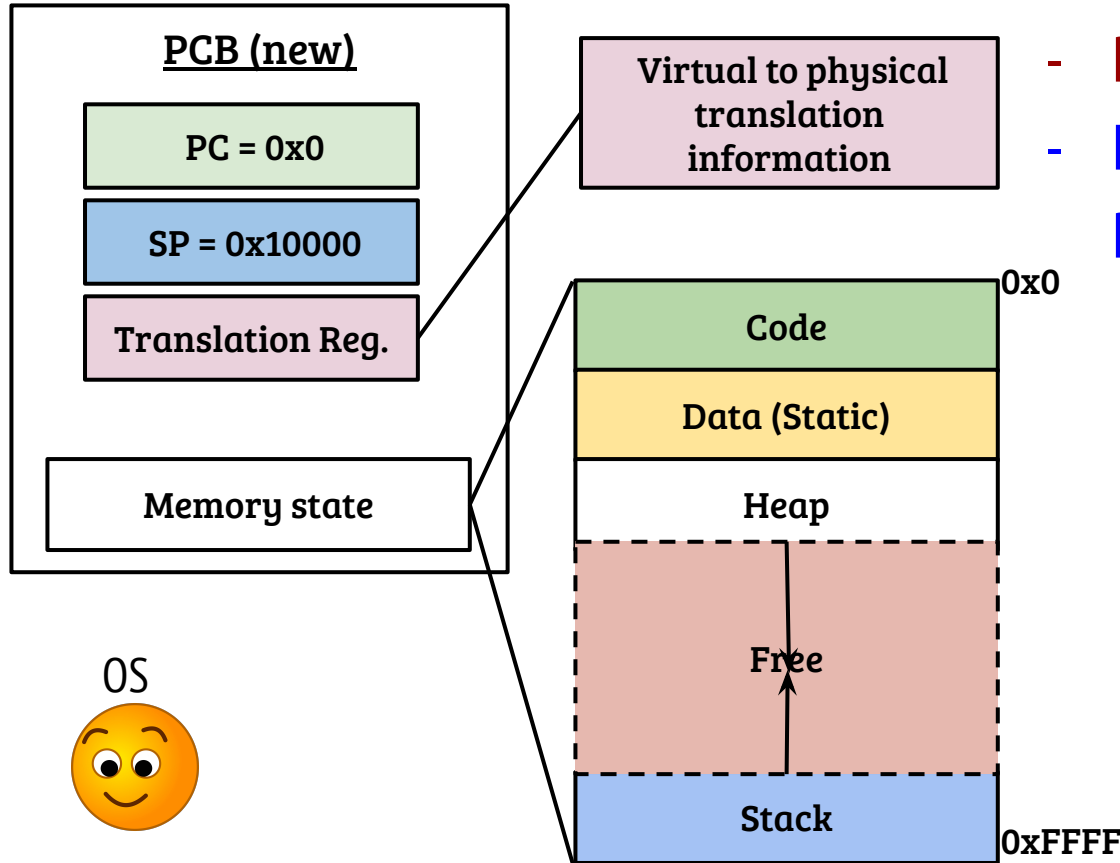 PCB (new)
PC = 0x0
SP = 0x10000
Translation Reg.
Memory state
OS
Virtual to physical
translation
information
-
-
0x0
Code
Data (Static)
Heap
Free
Stack
0xFFFF